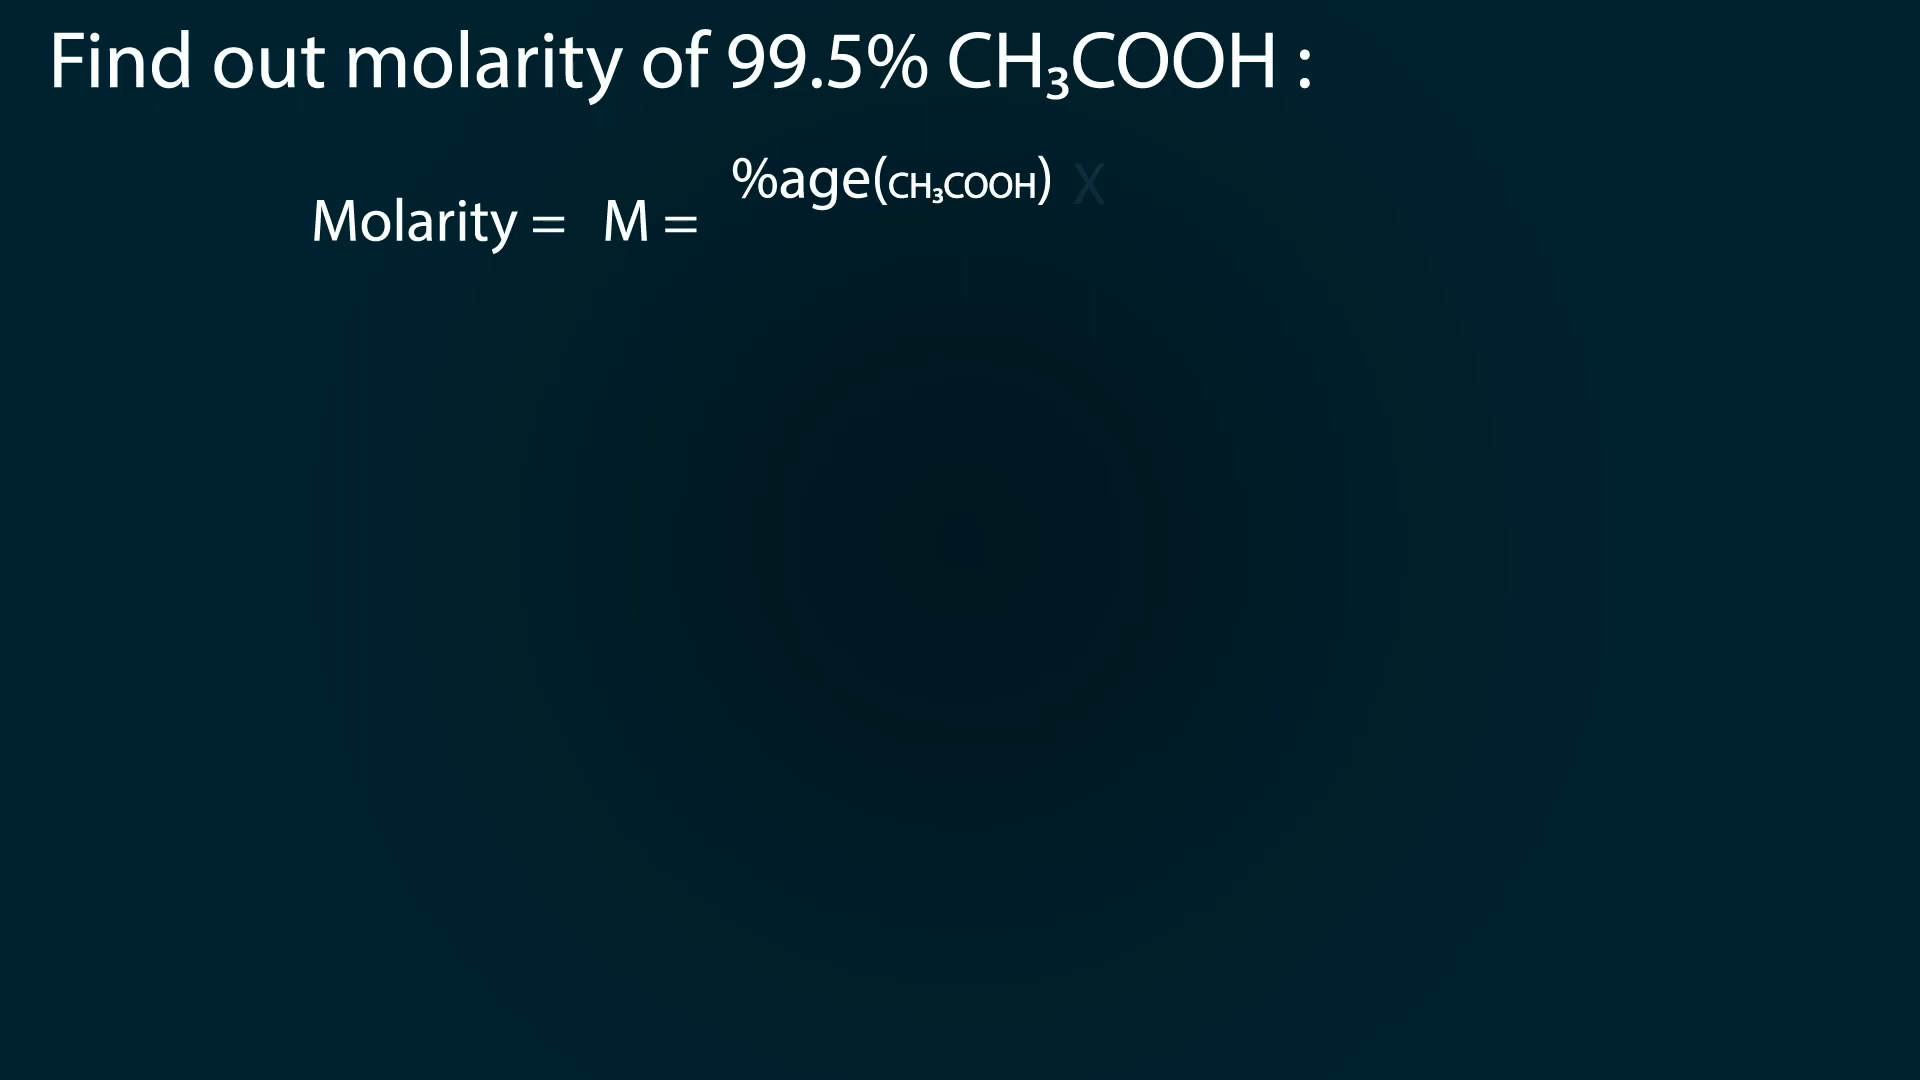 Find out molarity of 99.5% CH₃COOH :
%age(CH₃COOH) X
Molarity = M =